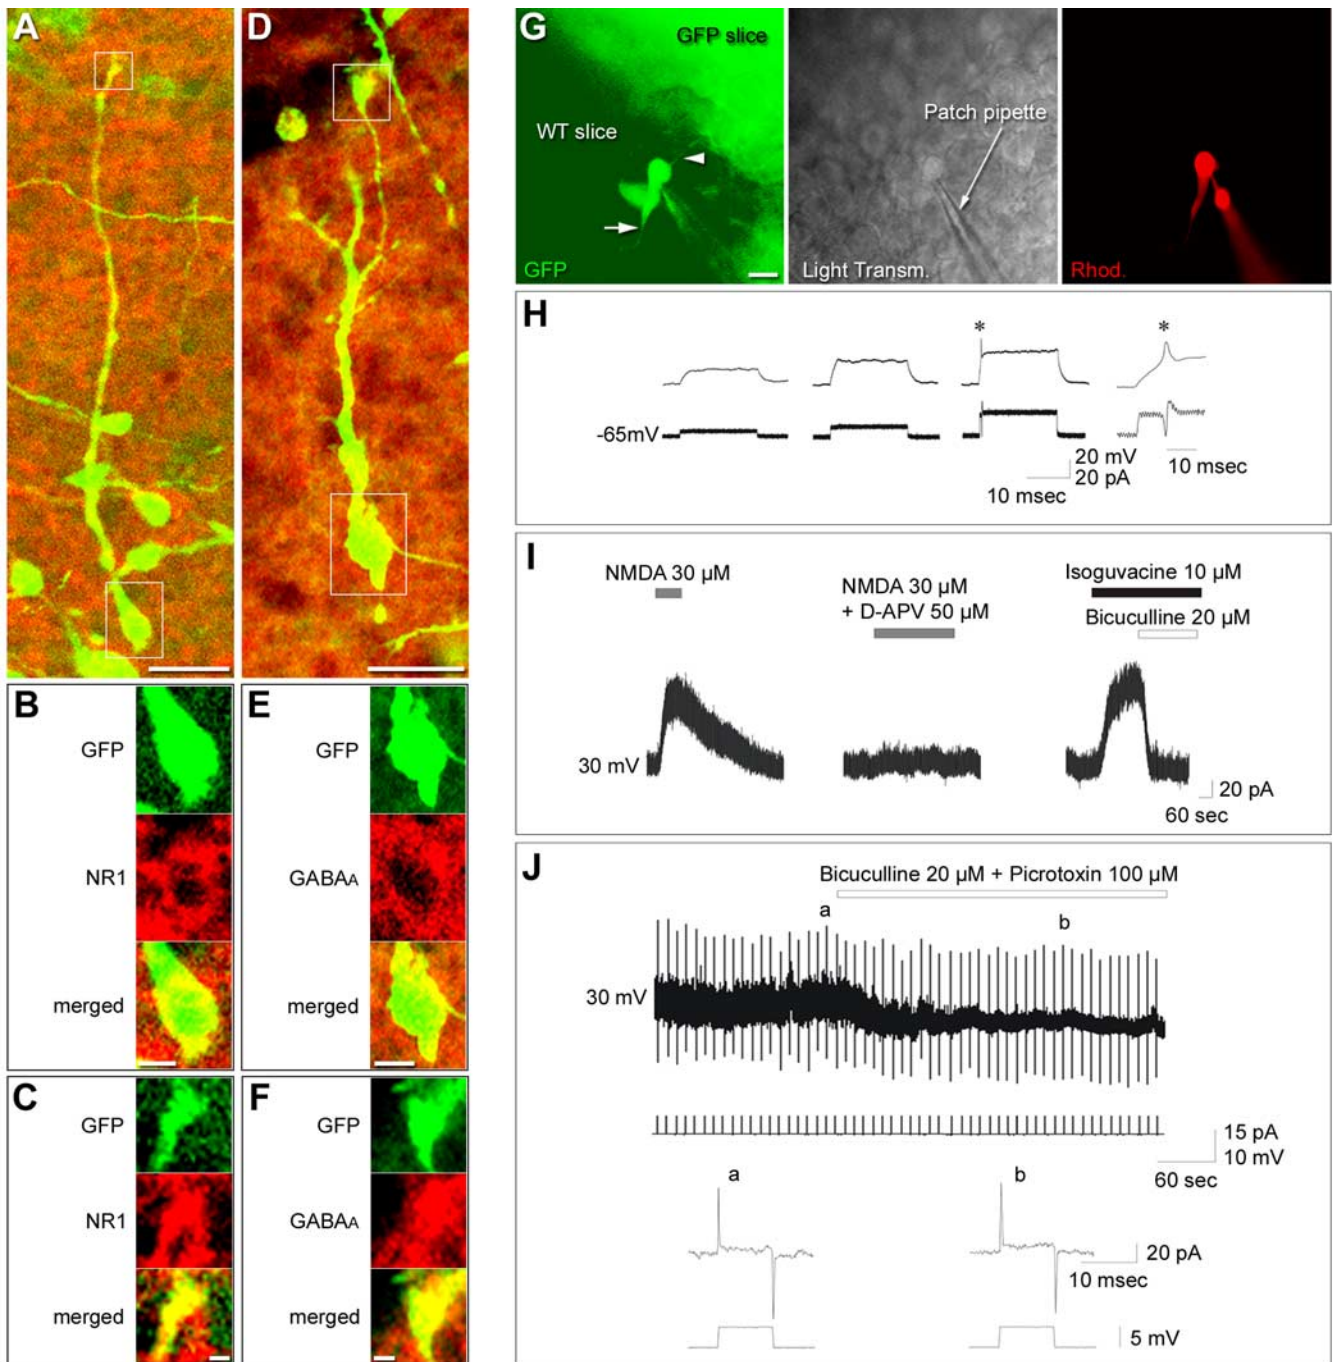 A
D
B
GFP
NR1
merged
E
GFP
GABAA
merged
C
GFP
NR1
merged
F
GFP
GABAA
merged
G
GFP slice
WT slice
GFP
Patch pipette
Light Transm.
Rhod.
H
*
*
-65mV
20 mV
20 pA
10 msec
10 msec
I
NMDA 30 µM
NMDA 30 µM
+ D-APV 50 µM
Isoguvacine 10 µM
Bicuculline 20 µM
30 mV
20 pA
60 sec
J
Bicuculline 20 µM + Picrotoxin 100 µM
a
b
30 mV
15 pA
10 mV
60 sec
a
b
20 pA
10 msec
5 mV